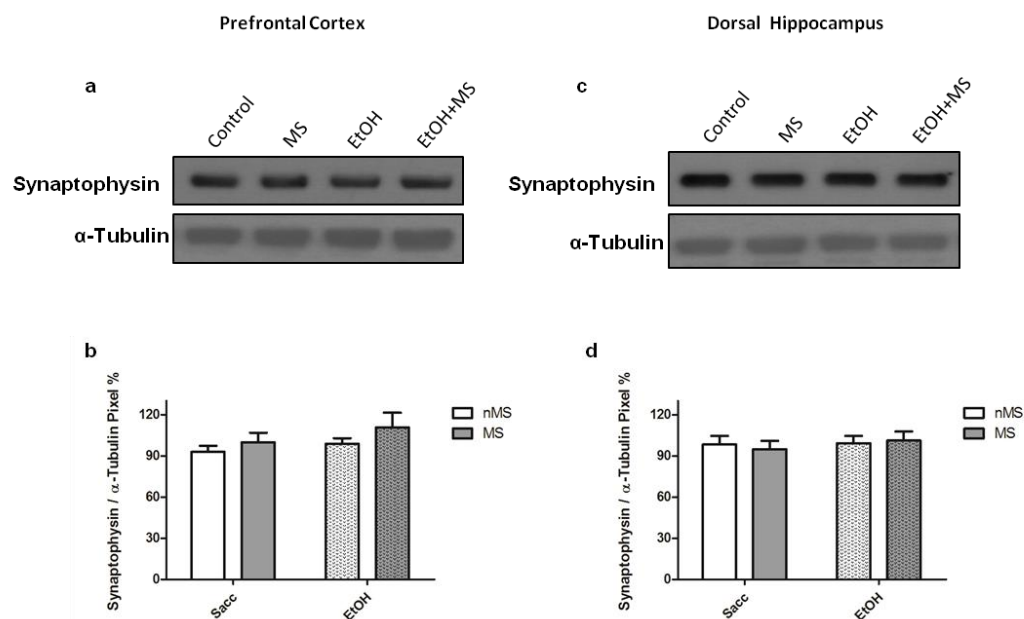 Prefrontal Cortex
Dorsal Hippocampus
a
Control
MS
EtOH
EtOH+MS
Synaptophysin
α-Tubulin
c
Control
MS
EtOH
EtOH+MS
Synaptophysin
α-Tubulin
b
Synaptophysin / α-Tubulin Pixel %
120
90
60
30
0
Sacc
EtOH
nMS
MS
d
Synaptophysin / α-Tubulin Pixel %
120
90
60
30
0
Sacc
EtOH
nMS
MS